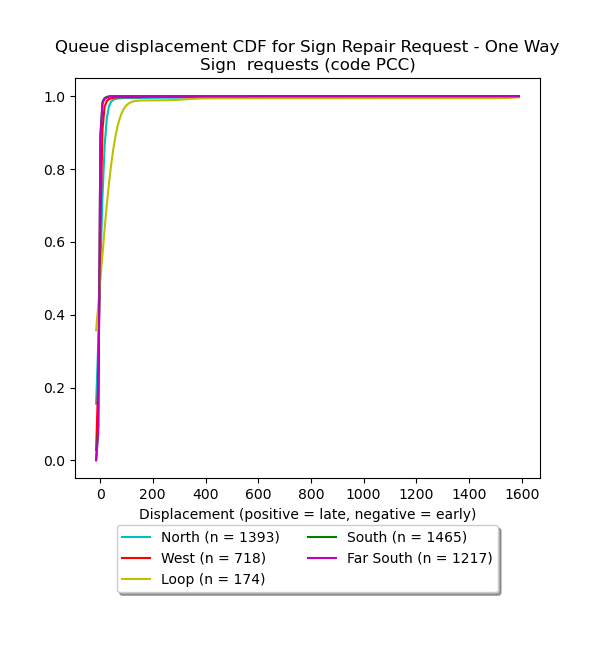 Queue displacement CDF for Sign Repair Request - One Way
Sign  requests (code PCC)
1.0
0.8
0.6
0.4
0.2
0.0
0 200 400 600 800 1000 1200 1400 1600
Displacement (positive = late, negative = early)
North (n = 1393)
West (n = 718)
Loop (n = 174)
South (n = 1465)
Far South (n = 1217)